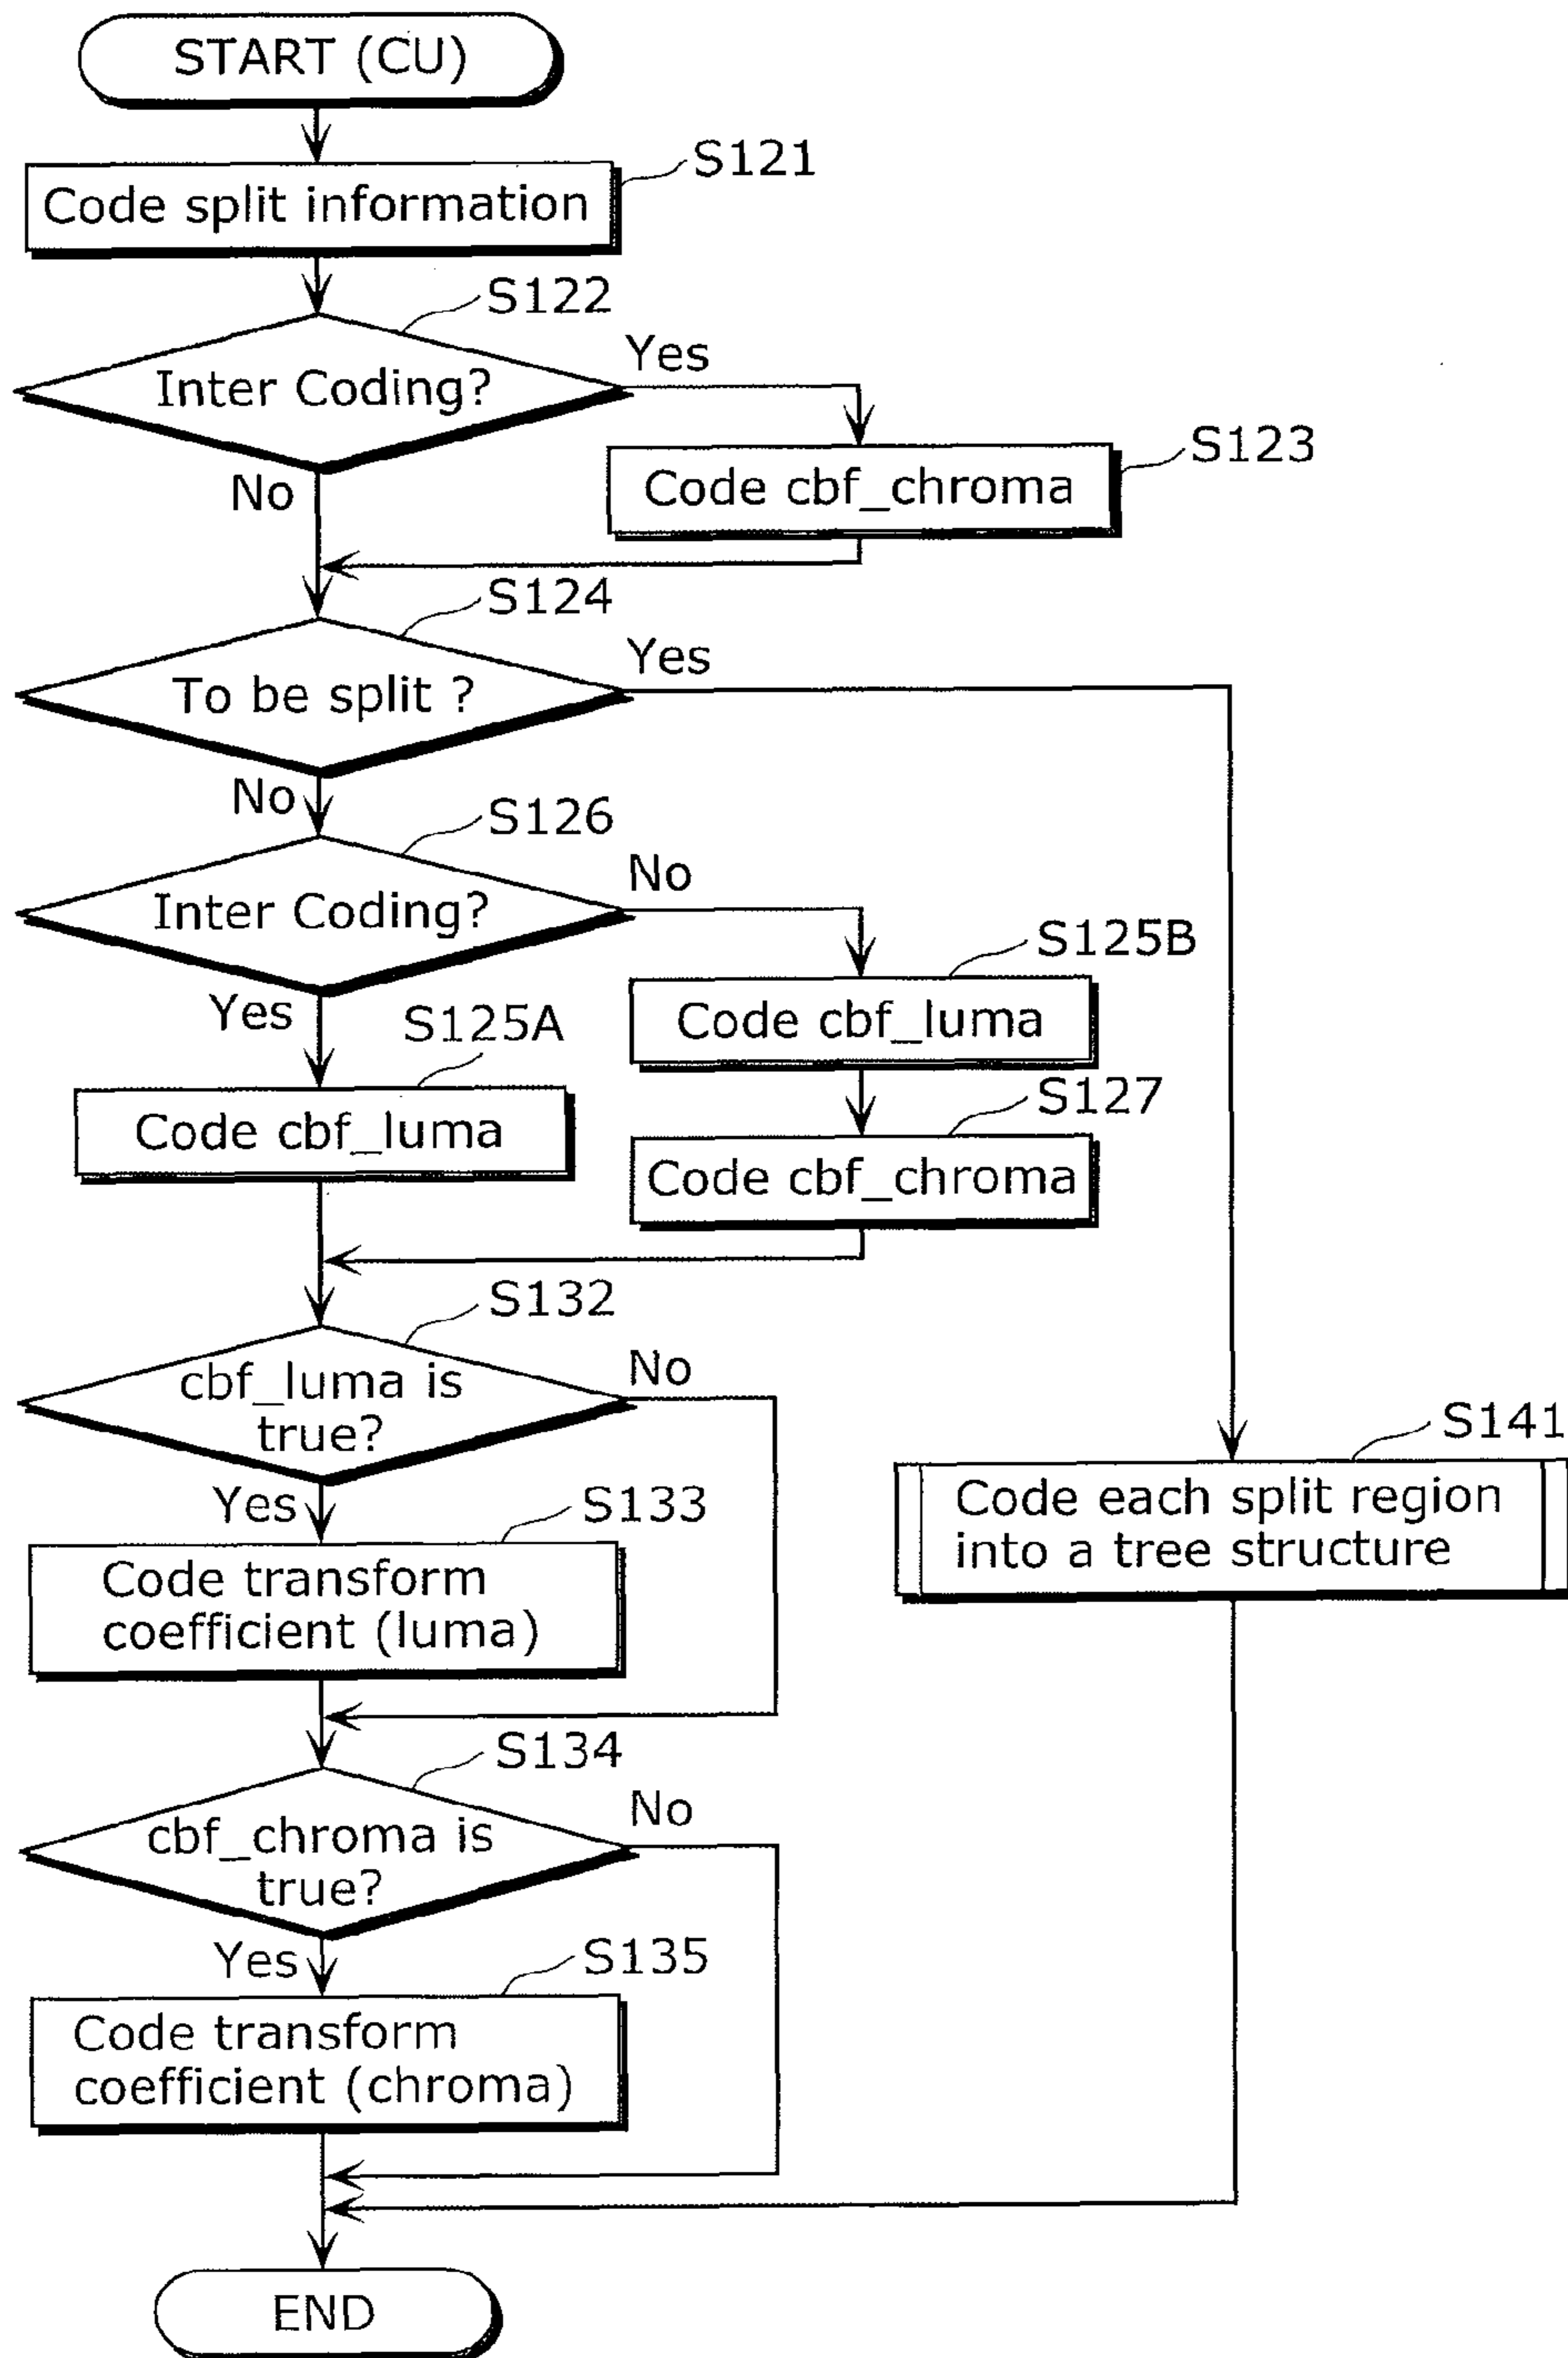 START (CU)
S121
Code split information
S122
Inter Coding?
Yes
No
S123
Code cbf_chroma
S124
To be split ?
Yes
No
S126
Inter Coding?
No
Yes
S125B
Code cbf_luma
S125A
Code cbf_luma
S127
Code cbf_chroma
S132
cbf_luma is
true?
No
Yes
S133
Code transform
coefficient (luma)
S141
Code each split region
into a tree structure
S134
cbf_chroma is
true?
No
Yes
S135
Code transform
coefficient (chroma)
END